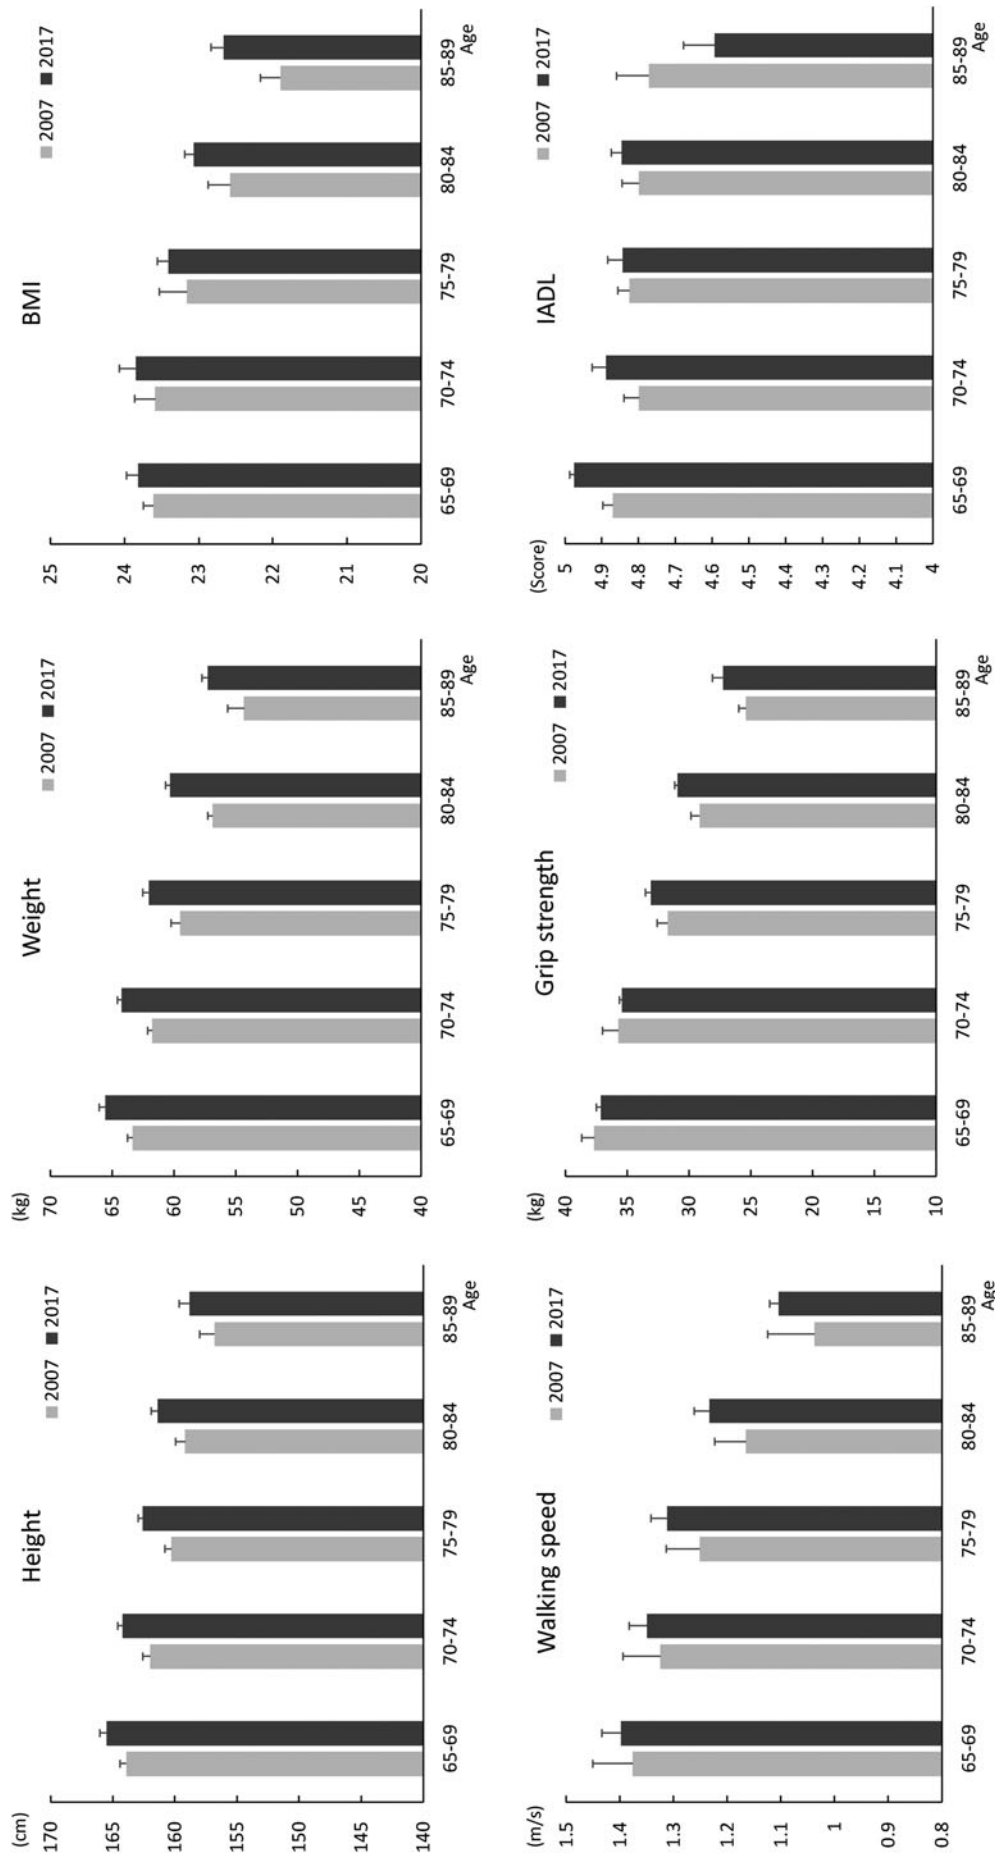 Height
2007 2017
(cm)
170
165
160
155
150
145
140
65-69 70-74 75-79 80-84 85-89
Age
Weight
2007 2017
(kg)
70
65
60
55
50
45
40
65-69 70-74 75-79 80-84 85-89
Age
BMI
2007 2017
25
24
23
22
21
20
65-69 70-74 75-79 80-84 85-89
Age
Walking speed
2007 2017
(m/s)
1.5
1.4
1.3
1.2
1.1
1
0.9
0.8
65-69 70-74 75-79 80-84 85-89
Age
Grip strength
2007 2017
(kg)
40
35
30
25
20
15
10
65-69 70-74 75-79 80-84 85-89
Age
IADL
2007 2017
(Score)
5
4.9
4.8
4.7
4.6
4.5
4.4
4.3
4.2
4.1
4
65-69 70-74 75-79 80-84 85-89
Age